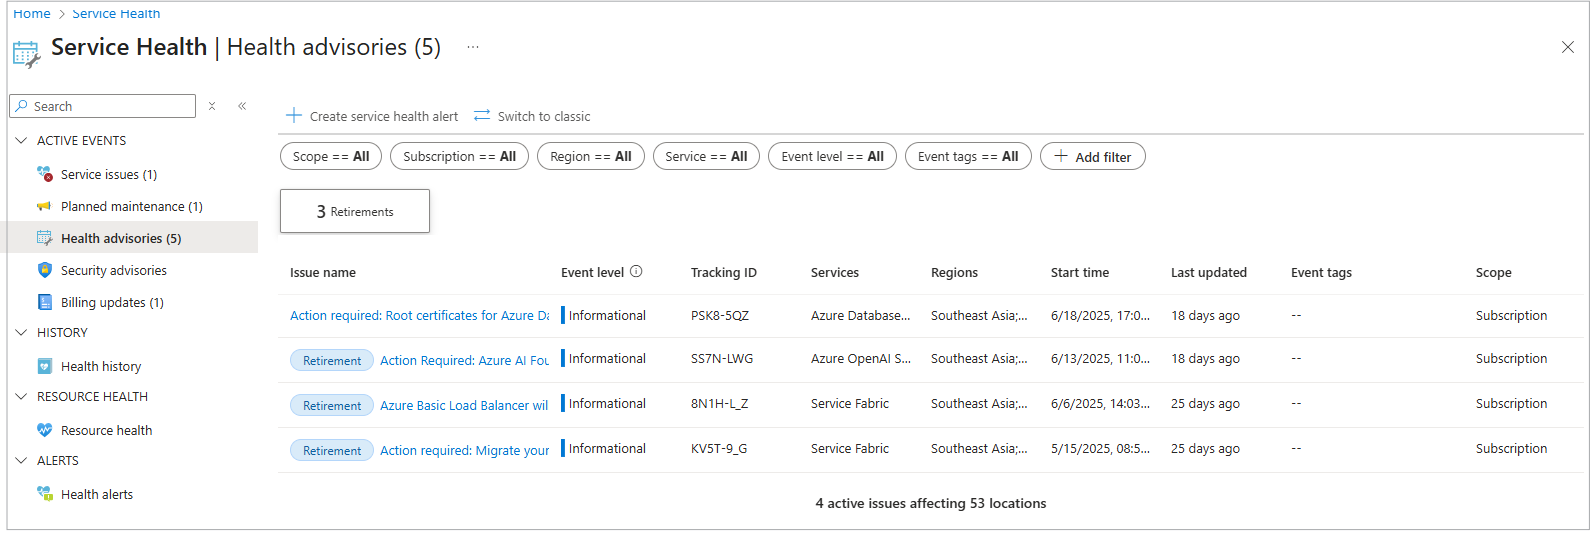 Home > Service Health
Service Health | Health advisories (5) ...
Search
ACTIVE EVENTS
Service issues (1)
Planned maintenance (1)
Health advisories (5)
Security advisories
Billing updates (1)
HISTORY
Health history
RESOURCE HEALTH
Resource health
ALERTS
Health alerts
Create service health alert Switch to classic
Scope == All Subscription == All Region == All Service == All Event level == All Event tags == All Add filter
3 Retirements
Issue name Event level Tracking ID Services Regions Start time Last updated Event tags Scope
Action required: Root certificates for Azure Da Informational PSK8-5QZ Azure Database... Southeast Asia;... 6/18/2025, 17:0... 18 days ago -- Subscription
Retirement Action Required: Azure AI Fou Informational SS7N-LWG Azure OpenAI S... Southeast Asia;... 6/13/2025, 11:0... 18 days ago -- Subscription
Retirement Azure Basic Load Balancer wil Informational 8N1H-L_Z Service Fabric Southeast Asia;... 6/6/2025, 14:03... 25 days ago -- Subscription
Retirement Action required: Migrate your Informational KV5T-9_G Service Fabric Southeast Asia;... 5/15/2025, 08:5... 25 days ago -- Subscription
4 active issues affecting 53 locations